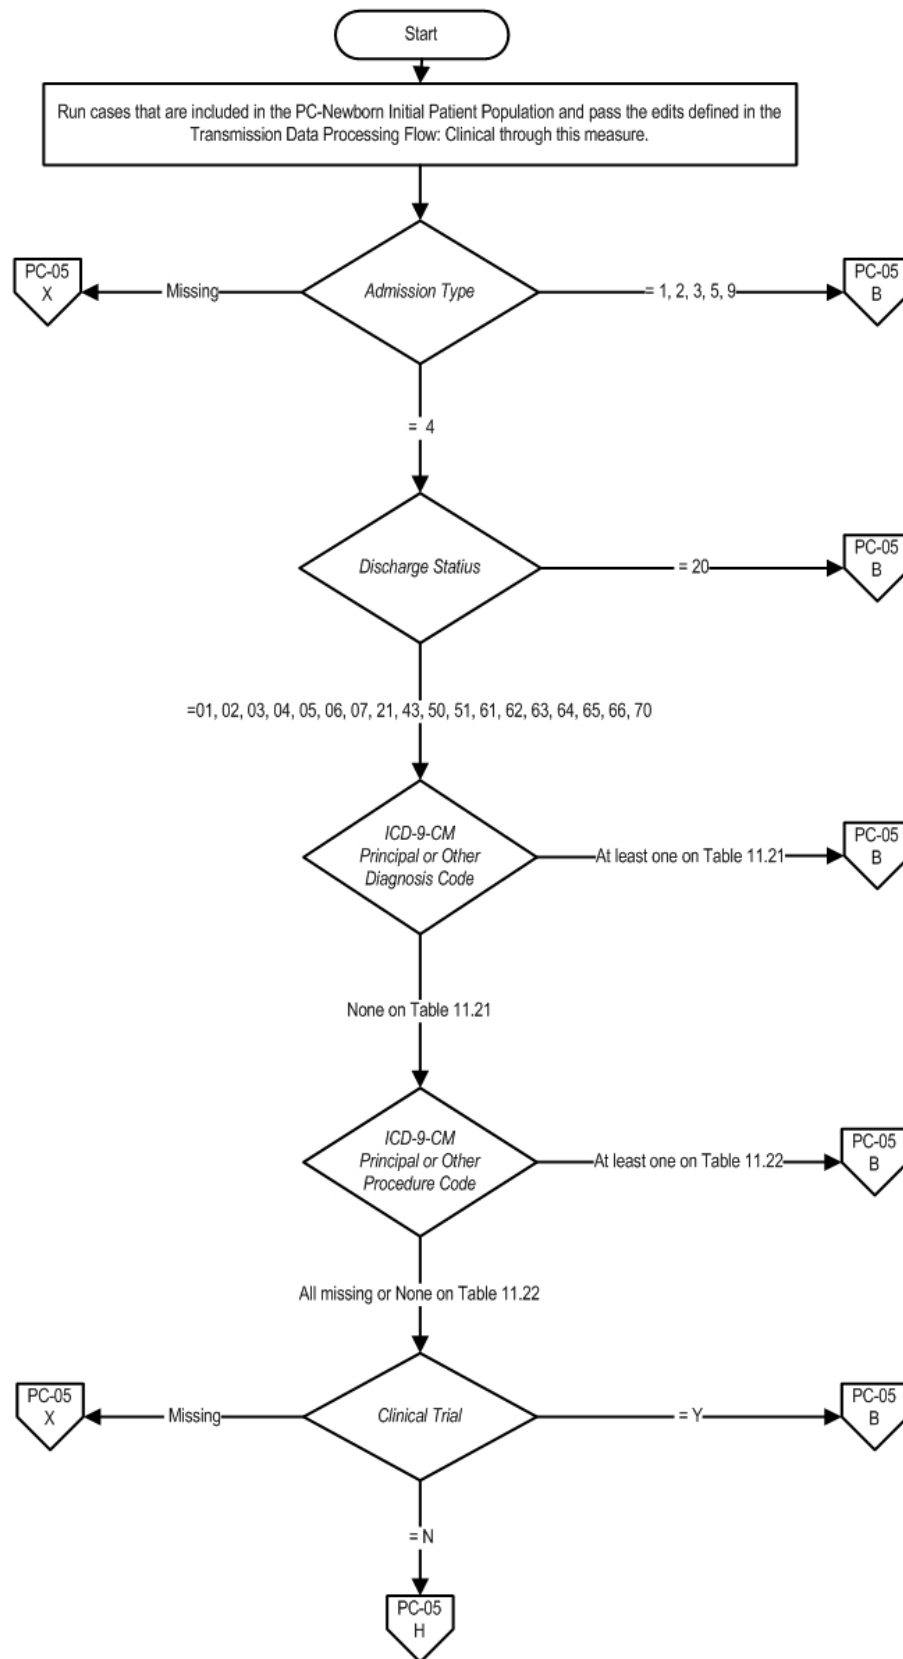 Start
Run cases that are included in the PC-Newborn Initial Patient Population and pass the edits defined in the
Transmission Data Processing Flow: Clinical through this measure.
PC-05
X
Missing
Admission Type
= 1, 2, 3, 5, 9
PC-05
B
= 4
Discharge Statius
= 20
PC-05
B
=01, 02, 03, 04, 05, 06, 07, 21, 43, 50, 51, 61, 62, 63, 64, 65, 66, 70
ICD-9-CM
Principal or Other
Diagnosis Code
At least one on Table 11.21
PC-05
B
None on Table 11.21
ICD-9-CM
Principal or Other
Procedure Code
At least one on Table 11.22
PC-05
B
All missing or None on Table 11.22
PC-05
X
Missing
Clinical Trial
= Y
PC-05
B
= N
PC-05
H